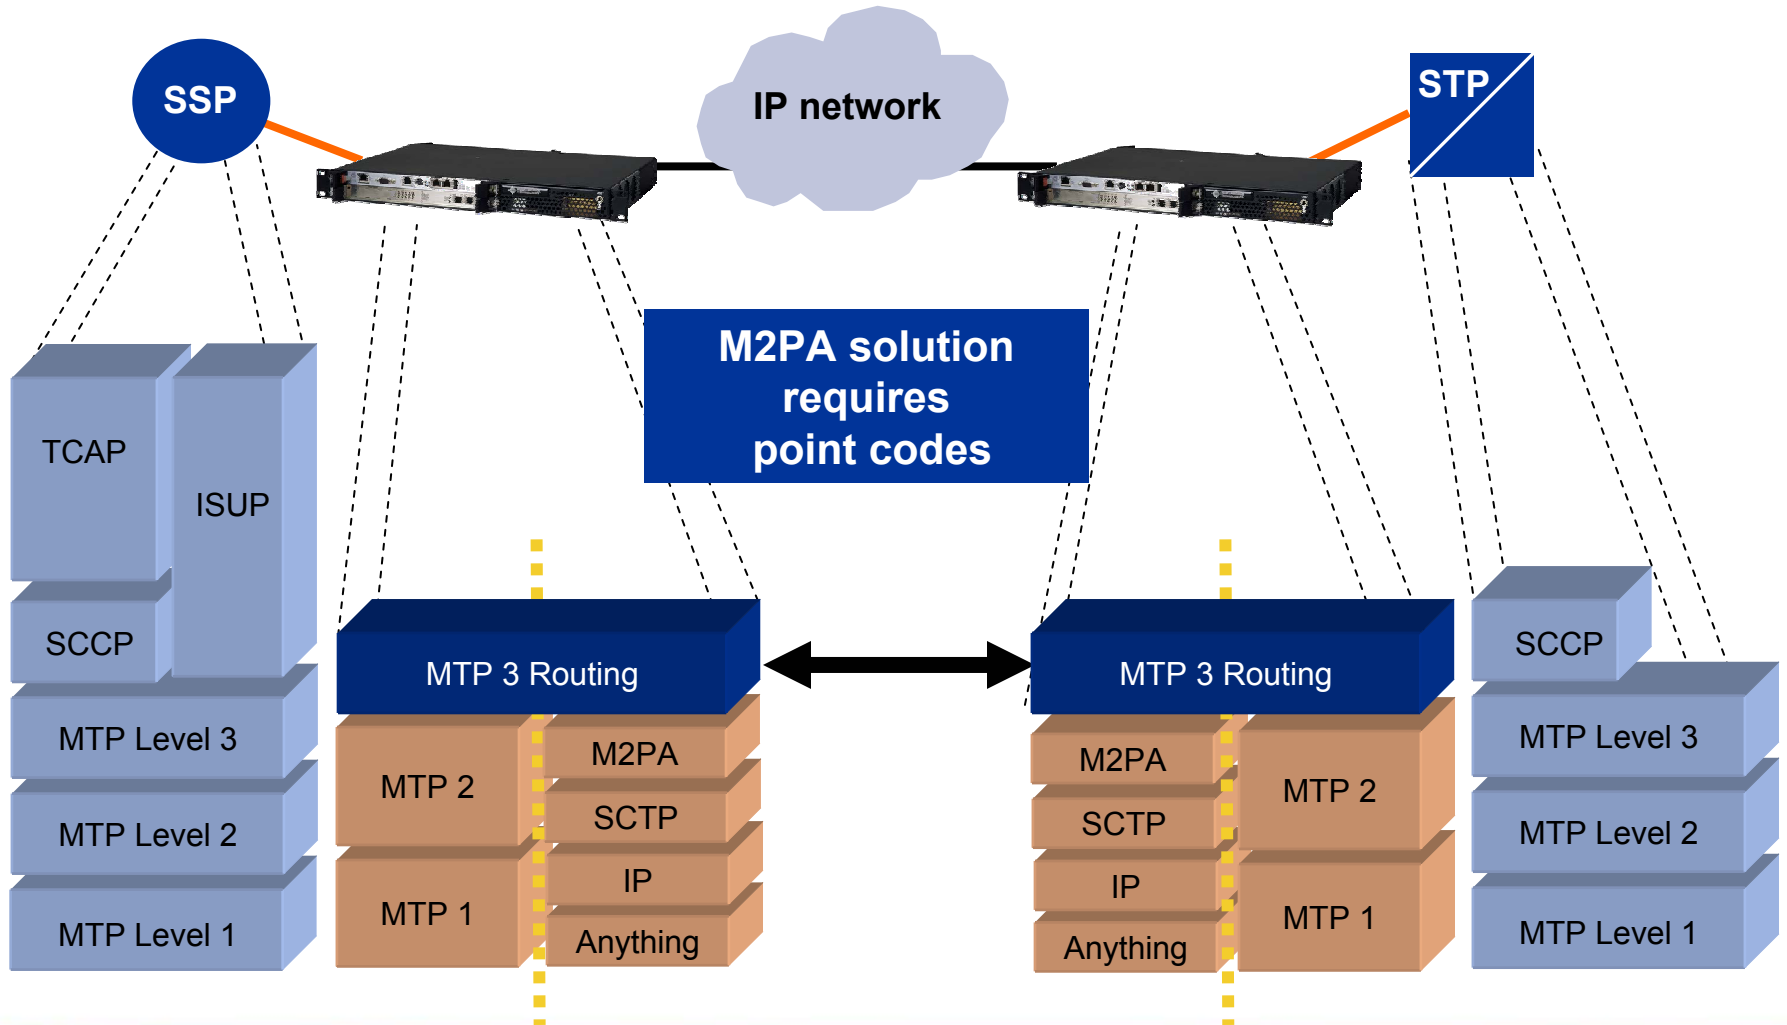 SSP
IP network
STP
M2PA solution
requires
point codes
TCAP
ISUP
SCCP
MTP Level 3
MTP Level 2
MTP Level 1
MTP 3 Routing
MTP 2
MTP 1
M2PA
SCTP
IP
Anything
MTP 3 Routing
M2PA
SCTP
IP
Anything
MTP 2
MTP 1
SCCP
MTP Level 3
MTP Level 2
MTP Level 1